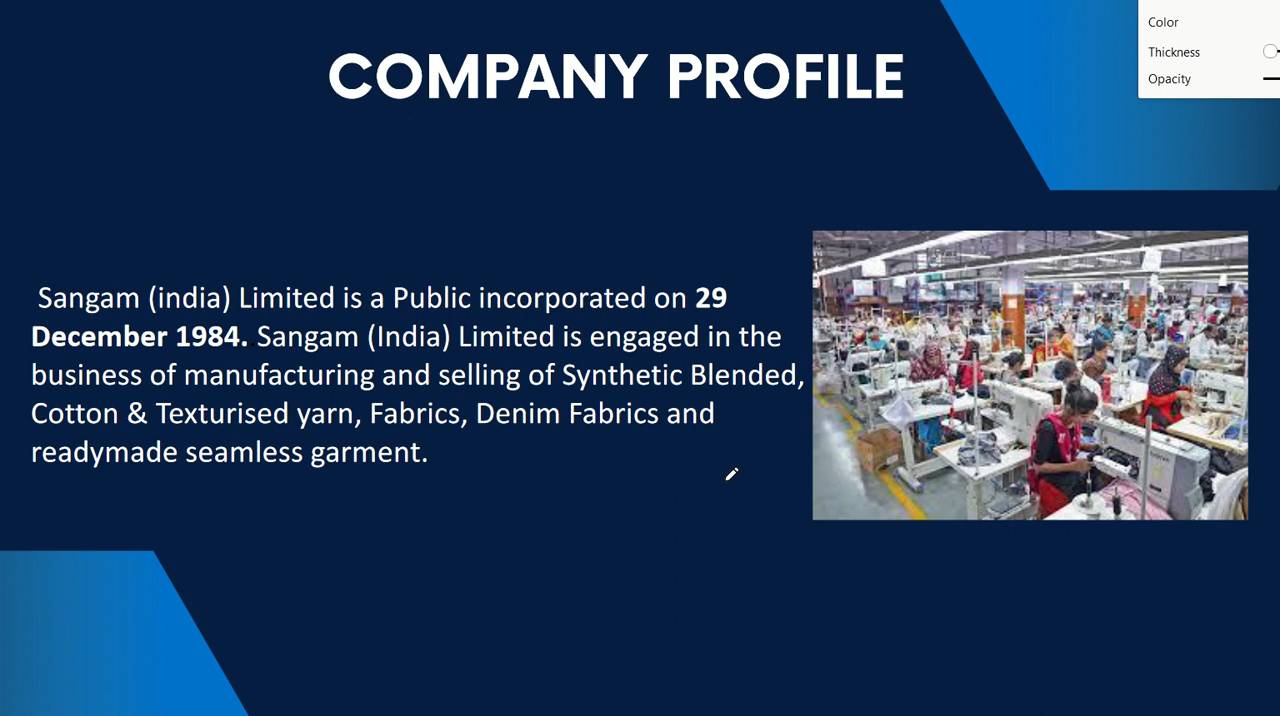 COMPANY PROFILE
Color
Thickness
Opacity
Sangam (india) Limited is a Public incorporated on 29
December 1984. Sangam (India) Limited is engaged in the
business of manufacturing and selling of Synthetic Blended,
Cotton & Texturised yarn, Fabrics, Denim Fabrics and
readymade seamless garment.